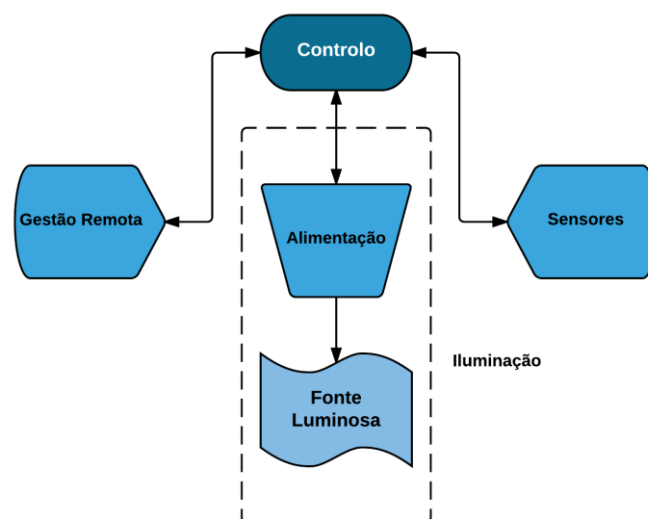 Controlo
Gestão Remota
Alimentação
Sensores
Iluminação
Fonte
Luminosa